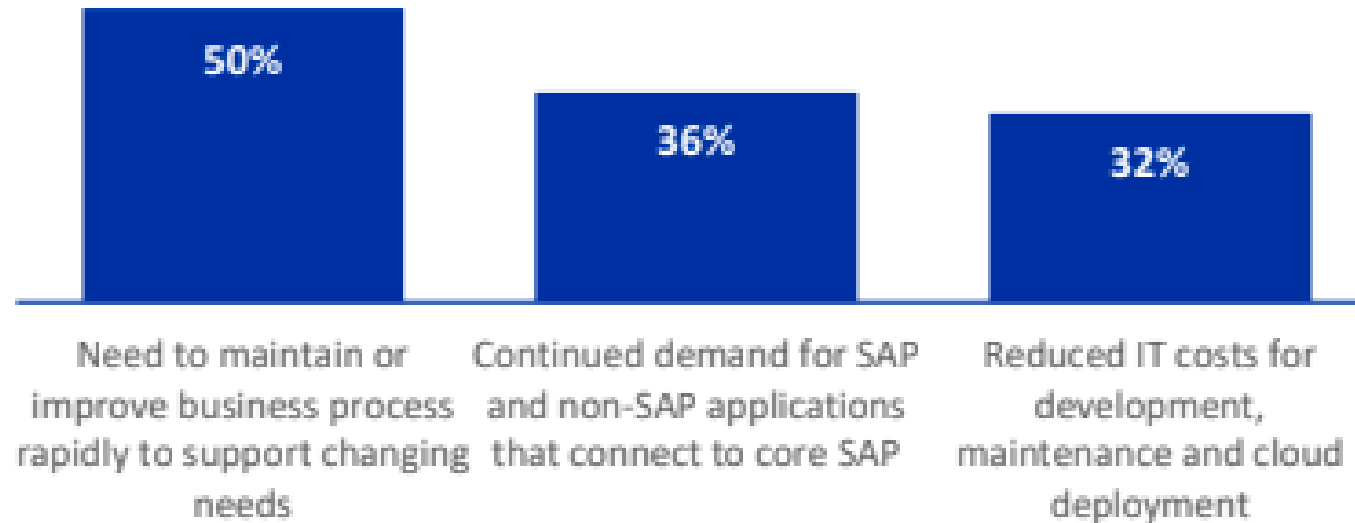 50%
36%
32%
Need to maintain or
improve business process
rapidly to support changing
needs
Continued demand for SAP
and non-SAP applications
that connect to core SAP
Reduced IT costs for
development,
maintenance and cloud
deployment